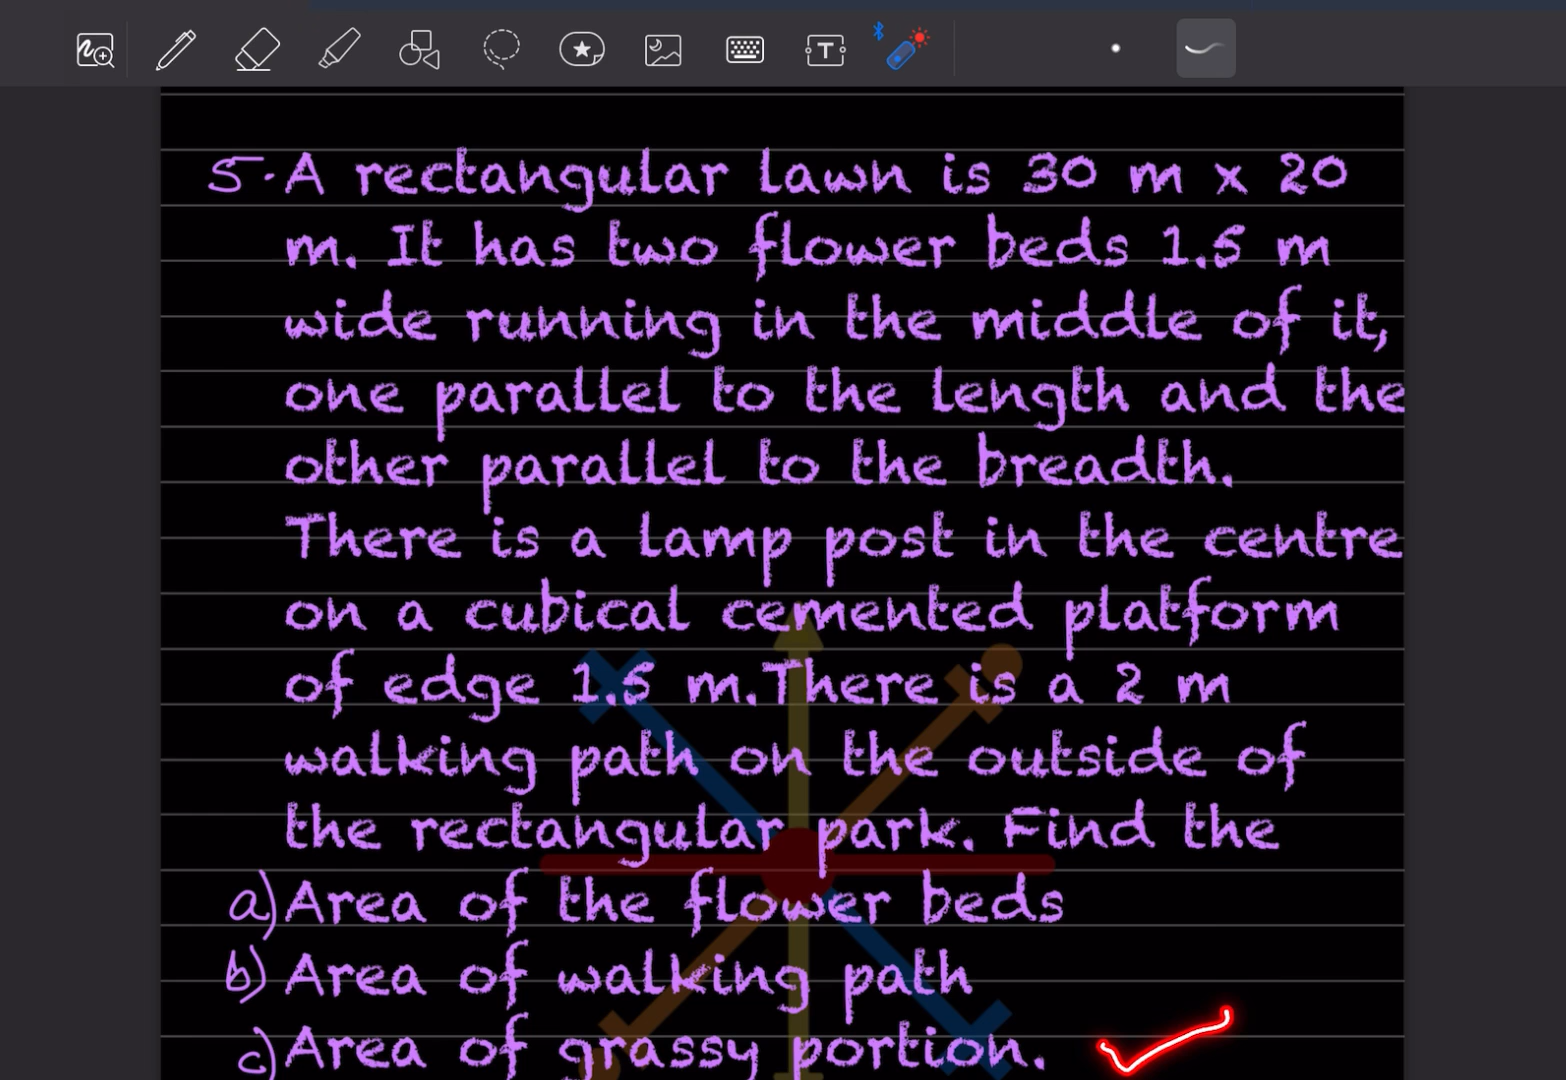 5. A rectangular lawn is 30 m x 20
m. It has two flower beds 1.5 m
wide running in the middle of it,
one parallel to the length and the
other parallel to the breadth.
There is a lamp post in the centre
on a cubical cemented platform
of edge 1.5 m.There is a 2 m
walking path on the outside of
the rectangular park. Find the
a) Area of the flower beds
b) Area of walking path
c) Area of grassy portion.